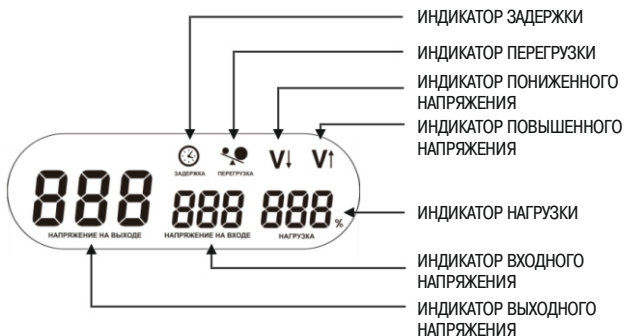 ИНДИКАТОР ЗАДЕРЖКИ
ИНДИКАТОР ПЕРЕГРУЗКИ
ИНДИКАТОР ПОНИЖЕННОГО
НАПРЯЖЕНИЯ
ИНДИКАТОР ПОВЫШЕННОГО
НАПРЯЖЕНИЯ
V↓ V↑
ЗАДЕРЖКА ПЕРЕГРУЗКА
888 888 888 %
НАПРЯЖЕНИЕ НА ВЫХОДЕ НАПРЯЖЕНИЕ НА ВХОДЕ НАГРУЗКА
ИНДИКАТОР НАГРУЗКИ
ИНДИКАТОР ВХОДНОГО
НАПРЯЖЕНИЯ
ИНДИКАТОР ВЫХОДНОГО
НАПРЯЖЕНИЯ